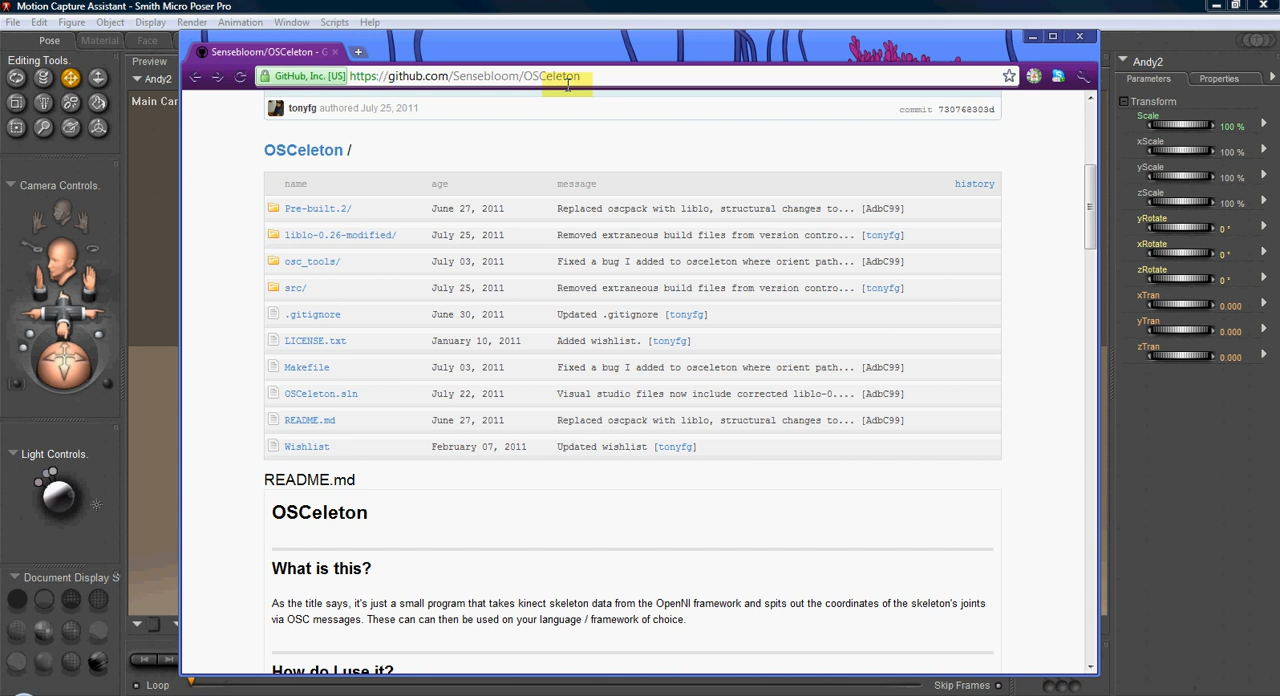 Motion Capture Assistant - Smith Micro Poser Pro
File Edit Figure Object Display Render Animation Window Scripts Help
Pose Material Face
Editing Tools.
Preview
Andy2
Main Car
Camera Controls.
Light Controls.
Document Display S
Sensebloom/OSCeleton - G
GitHub, Inc. [US] https://github.com/Sensebloom/OSCeleton
tonyfg authored July 25, 2011 commit 730768303d
OSCeleton /
name age message history
Pre-built.2/ June 27, 2011 Replaced oscpack with liblo, structural changes to... [AdbC99]
liblo-0.26-modified/ July 25, 2011 Removed extraneous build files from version contro... [tonyfg]
osc_tools/ July 03, 2011 Fixed a bug I added to osceleton where orient path... [AdbC99]
src/ July 25, 2011 Removed extraneous build files from version contro... [tonyfg]
.gitignore June 30, 2011 Updated .gitignore [tonyfg]
LICENSE.txt January 10, 2011 Added wishlist. [tonyfg]
Makefile July 03, 2011 Fixed a bug I added to osceleton where orient path... [AdbC99]
OSCeleton.sln July 22, 2011 Visual studio files now include corrected liblo-0.... [AdbC99]
README.md June 27, 2011 Replaced oscpack with liblo, structural changes to... [AdbC99]
Wishlist February 07, 2011 Updated wishlist [tonyfg]
README.md
OSCeleton
What is this?
As the title says, it's just a small program that takes kinect skeleton data from the OpenNI framework and spits out the coordinates of the skeleton's joints
via OSC messages. These can can then be used on your language / framework of choice.
How do I use it?
Andy2
Parameters Properties
Transform
Scale
100 %
xScale
100 %
yScale
100 %
zScale
100 %
yRotate
0 °
xRotate
0 °
zRotate
0 °
xTran
0.000
yTran
0.000
zTran
0.000
Loop
Skip Frames